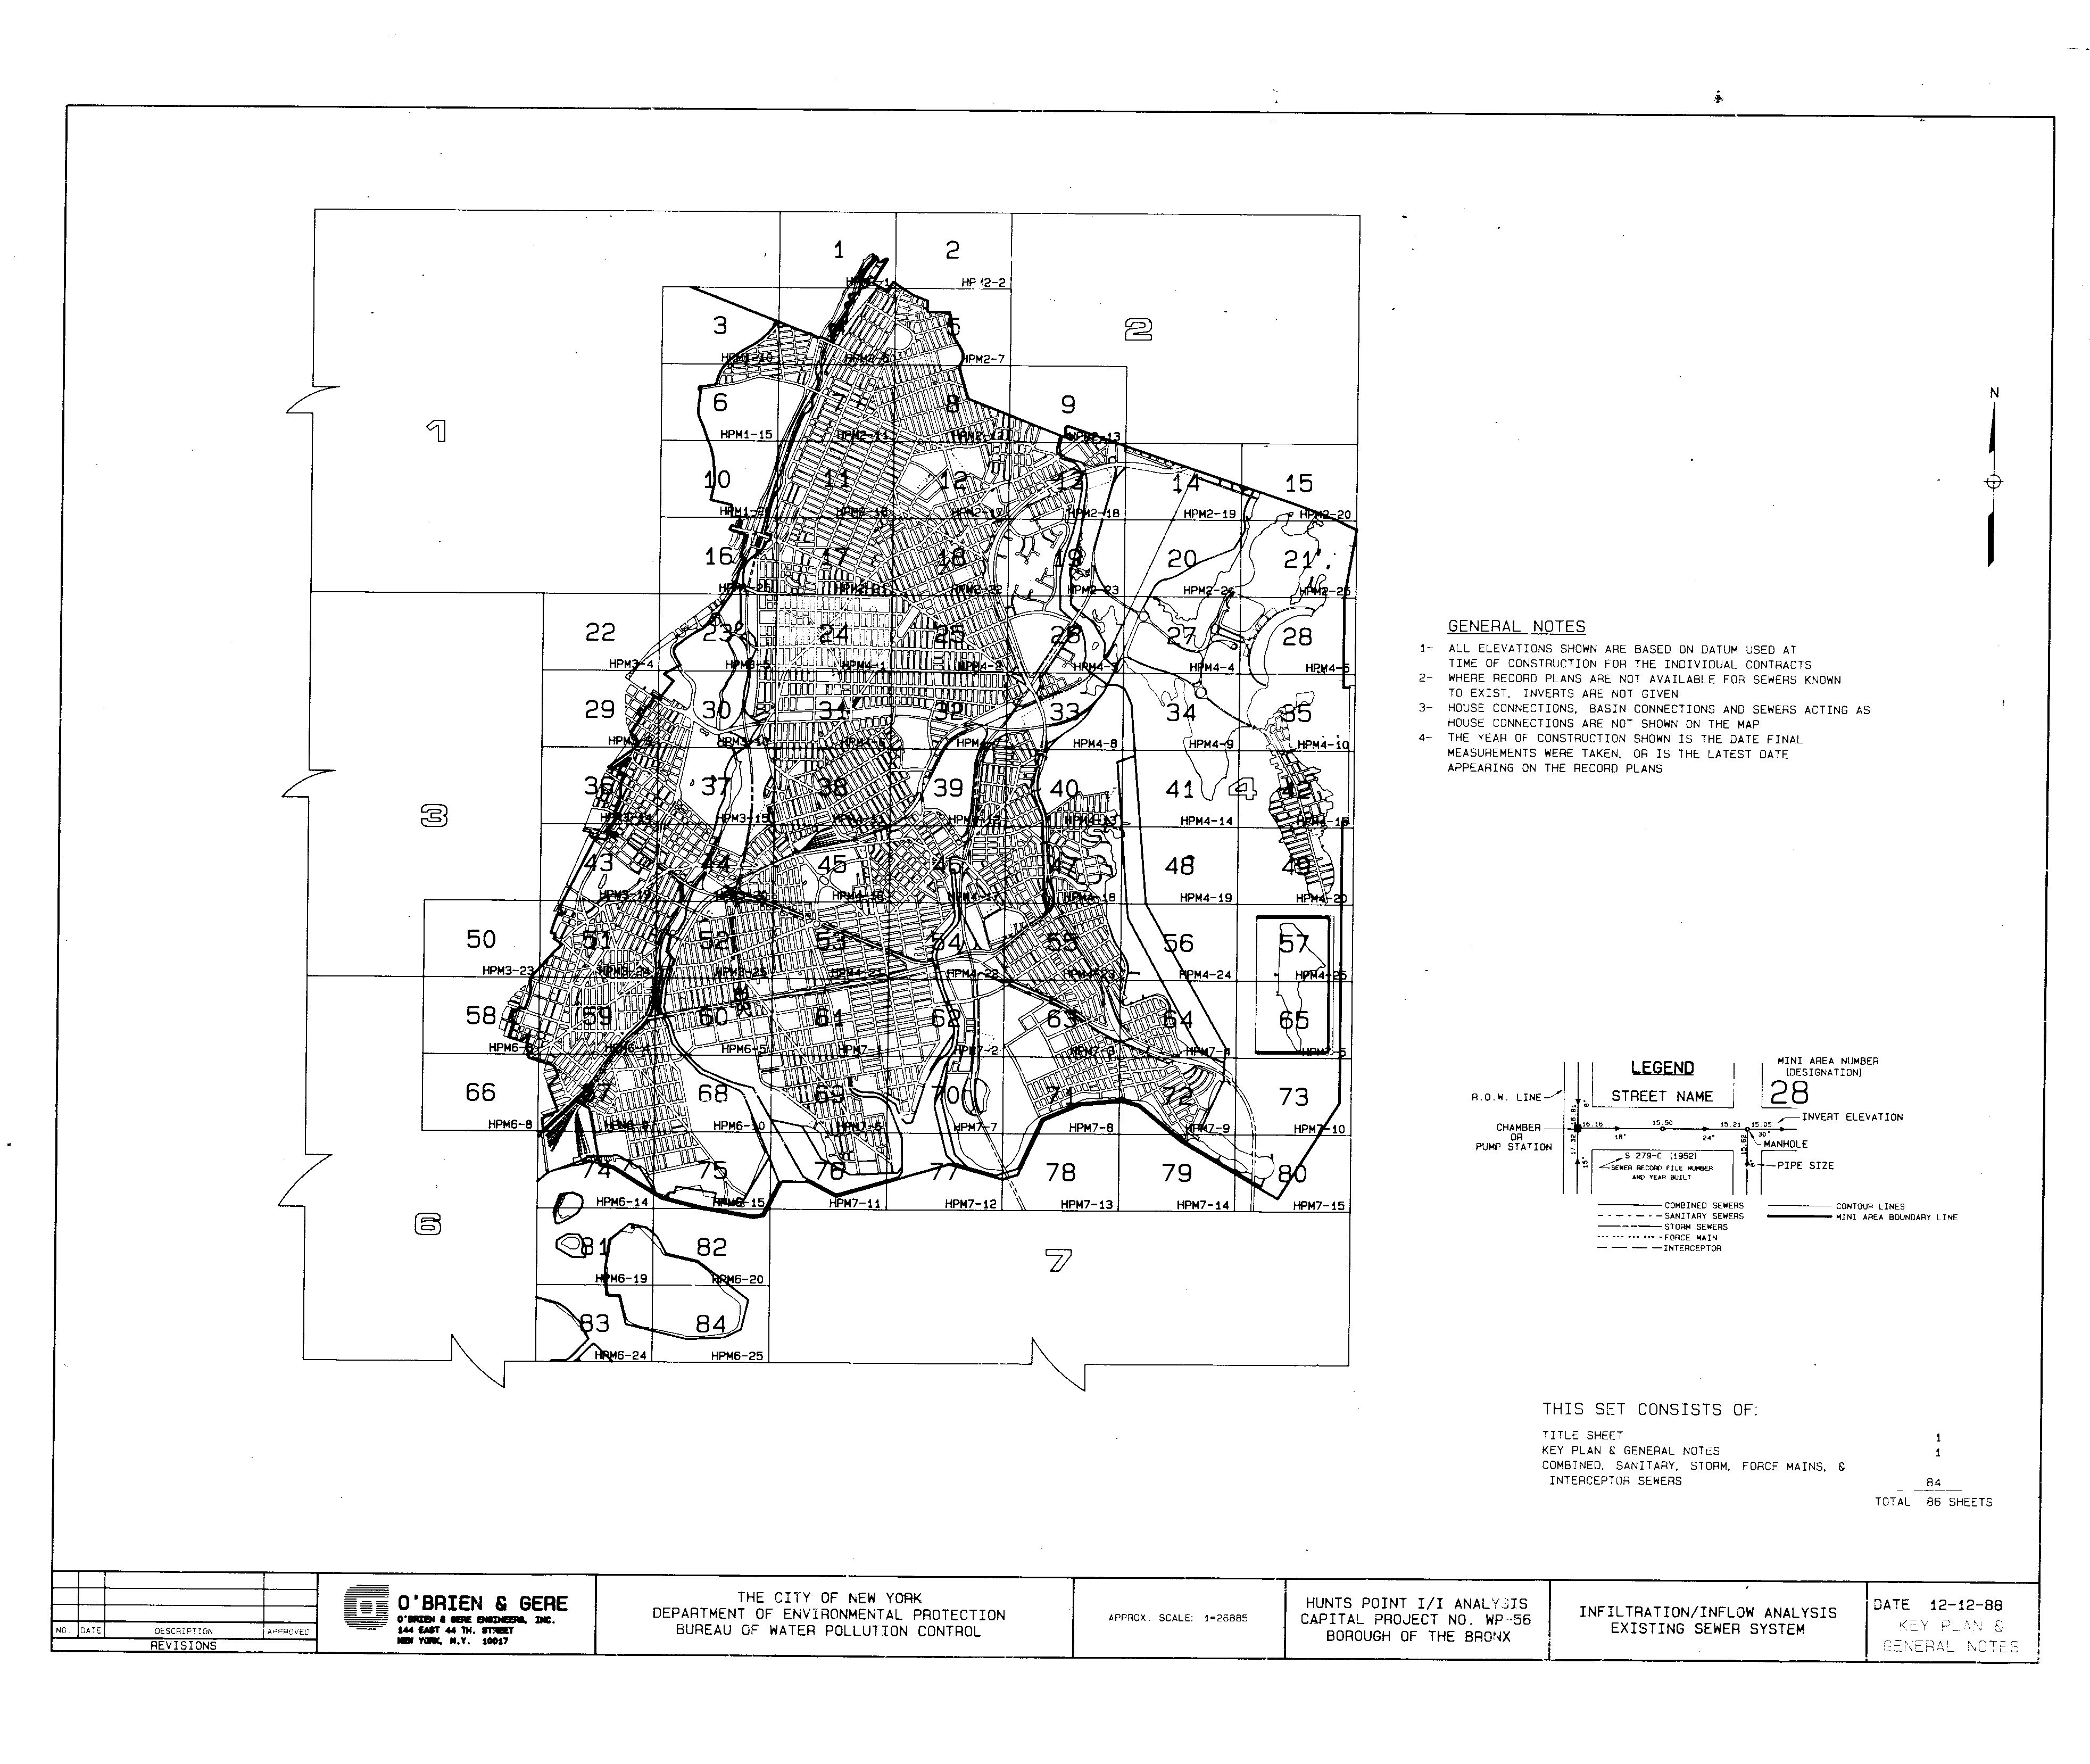 1
2
HPM2-2
2
3
5
HPM1-10
HPM2-6
HPM2-7
1
6
7
8
9
HPM1-15
HPM2-11
HPM2-12
HPM2-13
10
11
12
13
14
15
HPM1-20
HPM2-16
HPM2-17
HPM2-18
HPM2-19
HPM2-20
16
17
18
19
20
21
HPM1-25
HPM2-21
HPM2-22
HPM2-23
HPM2-24
HPM2-25
22
23
24
25
26
27
28
HPM3-4
HPM3-5
HPM4-1
HPM4-2
HPM4-3
HPM4-4
HPM4-5
29
30
31
32
33
34
35
HPM3-9
HPM3-10
HPM4-6
HPM4-8
HPM4-9
HPM4-10
3
36
37
38
39
40
41
4
42
HPM3-14
HPM3-15
HPM4-11
HPM4-12
HPM4-13
HPM4-14
HPM4-15
43
44
45
46
47
48
49
HPM3-19
HPM3-20
HPM4-16
HPM4-17
HPM4-18
HPM4-19
HPM4-20
50
51
52
53
54
55
56
57
HPM3-23
HPM3-24
HPM3-25
HPM4-21
HPM4-22
HPM4-23
HPM4-24
HPM4-25
58
59
60
61
62
63
64
65
HPM6-3
HPM6-4
HPM6-5
HPM7-1
HPM7-2
HPM7-3
HPM7-4
HPM7-5
66
67
68
69
70
71
72
73
HPM6-8
HPM6-9
HPM6-10
HPM7-6
HPM7-7
HPM7-8
HPM7-9
HPM7-10
74
75
76
77
78
79
80
HPM6-14
HPM6-15
HPM7-11
HPM7-12
HPM7-13
HPM7-14
HPM7-15
6
81
82
7
HPM6-19
HPM6-20
83
84
HPM6-24
HPM6-25
N
GENERAL NOTES
1- ALL ELEVATIONS SHOWN ARE BASED ON DATUM USED AT
TIME OF CONSTRUCTION FOR THE INDIVIDUAL CONTRACTS
2- WHERE RECORD PLANS ARE NOT AVAILABLE FOR SEWERS KNOWN
TO EXIST, INVERTS ARE NOT GIVEN
3- HOUSE CONNECTIONS, BASIN CONNECTIONS AND SEWERS ACTING AS
HOUSE CONNECTIONS ARE NOT SHOWN ON THE MAP
4- THE YEAR OF CONSTRUCTION SHOWN IS THE DATE FINAL
MEASUREMENTS WERE TAKEN, OR IS THE LATEST DATE
APPEARING ON THE RECORD PLANS
LEGEND
MINI AREA NUMBER
(DESIGNATION)
R.O.W. LINE
STREET NAME
28
INVERT ELEVATION
CHAMBER
OR
PUMP STATION
15.81
8"
16.16
15.50
15.21
15.05
18"
24"
30"
17.32
15"
15.62
8"
MANHOLE
S 279-C (1952)
SEWER RECORD FILE NUMBER
AND YEAR BUILT
PIPE SIZE
COMBINED SEWERS
SANITARY SEWERS
STORM SEWERS
FORCE MAIN
INTERCEPTOR
CONTOUR LINES
MINI AREA BOUNDARY LINE
THIS SET CONSISTS OF:
TITLE SHEET 1
KEY PLAN & GENERAL NOTES 1
COMBINED, SANITARY, STORM, FORCE MAINS, &
INTERCEPTOR SEWERS 84
TOTAL 86 SHEETS
NO. DATE DESCRIPTION APPROVED
REVISIONS
O'BRIEN & GERE
O'BRIEN & GERE ENGINEERS, INC.
144 EAST 44 TH. STREET
NEW YORK, N.Y. 10017
THE CITY OF NEW YORK
DEPARTMENT OF ENVIRONMENTAL PROTECTION
BUREAU OF WATER POLLUTION CONTROL
APPROX. SCALE: 1=26885
HUNTS POINT I/I ANALYSIS
CAPITAL PROJECT NO. WP-56
BOROUGH OF THE BRONX
INFILTRATION/INFLOW ANALYSIS
EXISTING SEWER SYSTEM
DATE 12-12-88
KEY PLAN &
GENERAL NOTES